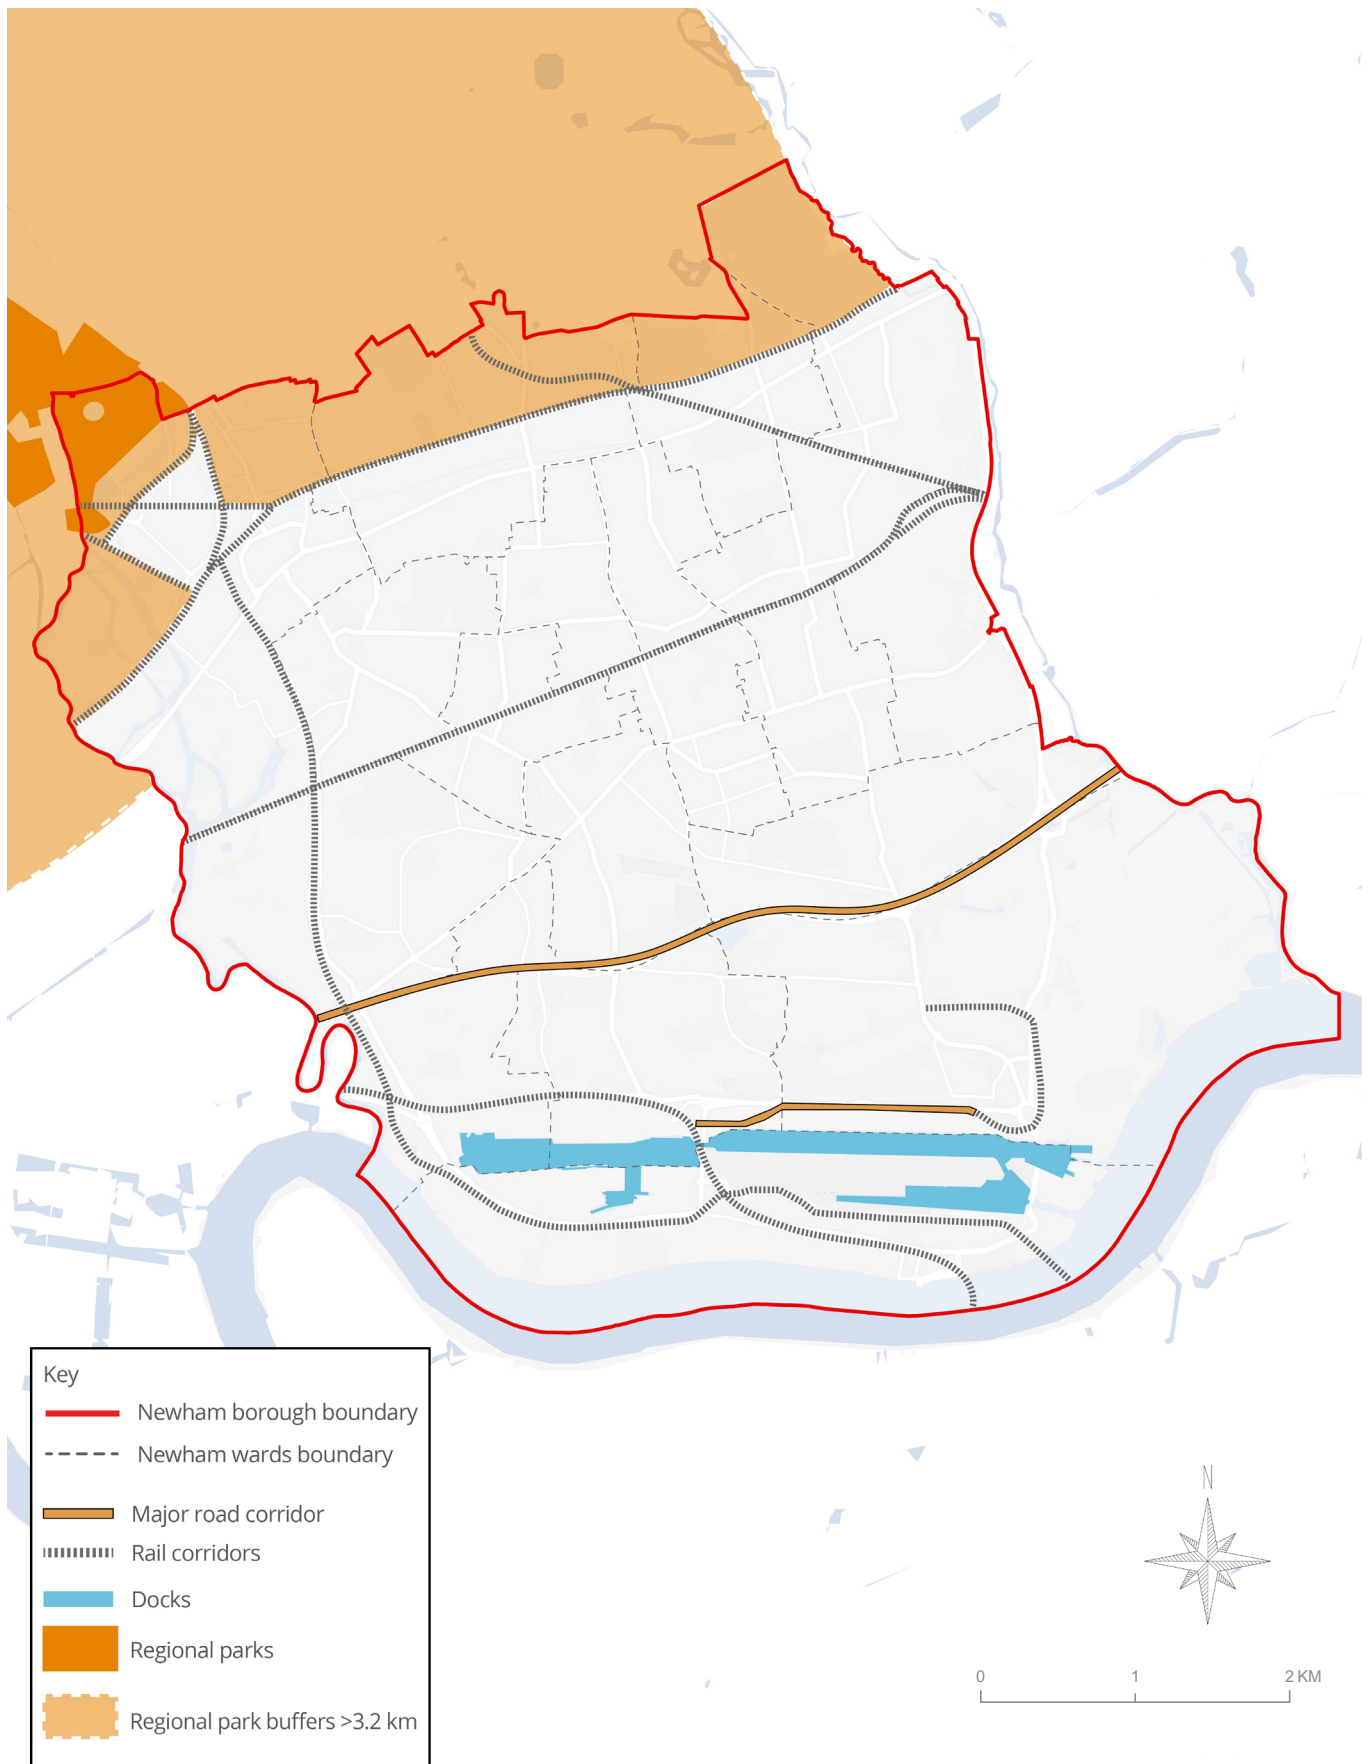 Key
Newham borough boundary
Newham wards boundary
Major road corridor
Rail corridors
Docks
Regional parks
Regional park buffers >3.2 km
N
0 1 2 KM